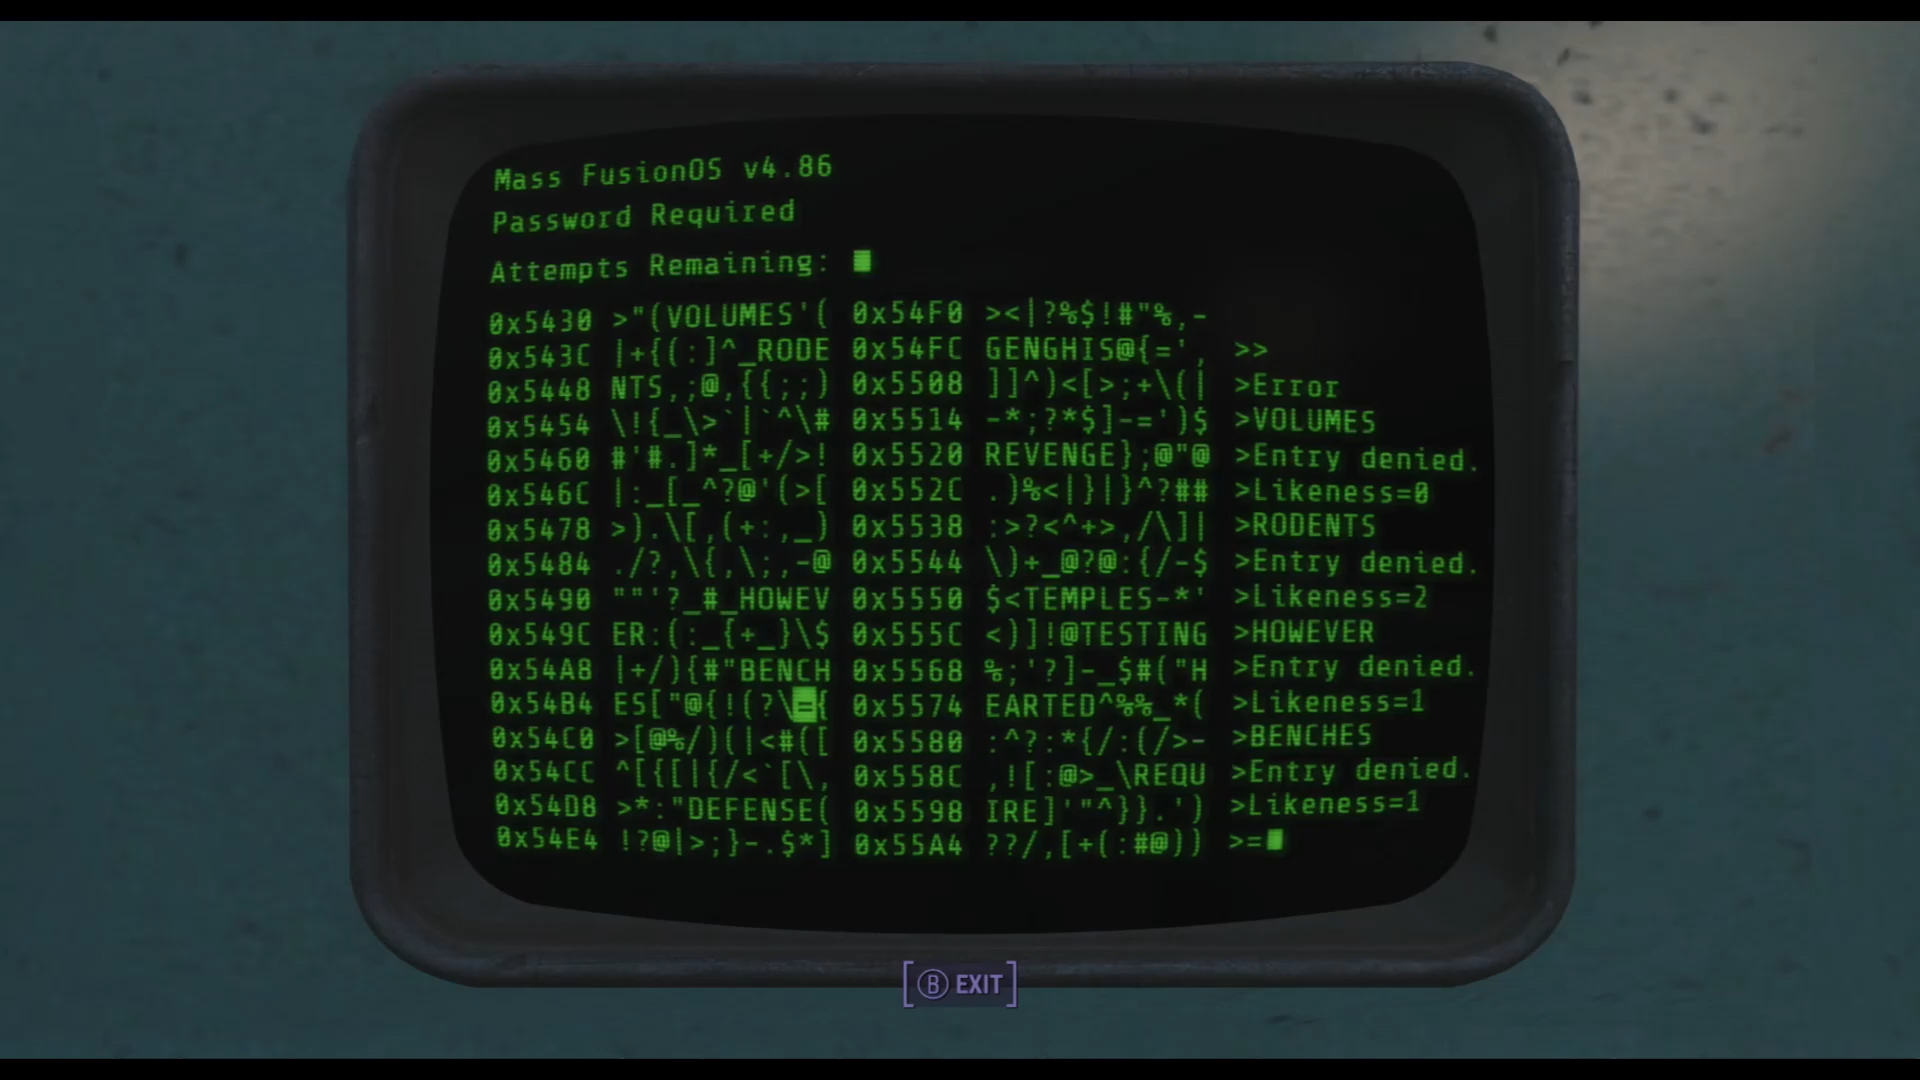 Mass FusionOS v4.86
Password Required
Attempts Remaining: ■
0x5430 >"(VOLUMES'( 0x54F0 ><|?%$!#"%,-
0x543C |+{(:]^_RODE 0x54FC GENGHIS@{=', >>
0x5448 NTS,;@,{{;;) 0x5508 ]]^)<[>;+\(| >Error
0x5454 \!{_\>`|`^\# 0x5514 -*;?*$]-=')$ >VOLUMES
0x5460 #'#.]*_[+/>! 0x5520 REVENGE};@"@ >Entry denied.
0x546C |:_[_^?@'(>[ 0x552C .)%<|}|}^?## >Likeness=0
0x5478 >).\[,(+:,_) 0x5538 :>?<^+>,/\]| >RODENTS
0x5484 ./?,\{,\;,-@ 0x5544 \)+_@?@:{/-$ >Entry denied.
0x5490 ""'?_#_HOWEV 0x5550 $<TEMPLES-*' >Likeness=2
0x549C ER:(:_{+_}\$ 0x555C <)]!@TESTING >HOWEVER
0x54A8 |+/){#"BENCH 0x5568 %;'?]-_$#("H >Entry denied.
0x54B4 ES["@{!(?\={ 0x5574 EARTED^%%_*( >Likeness=1
0x54C0 >[@%/)(|<#([ 0x5580 :^?:*{/:(/>- >BENCHES
0x54CC ^[{[|{/<`[\, 0x558C ,![:@>_\REQU >Entry denied.
0x54D8 >*:"DEFENSE( 0x5598 IRE]'"^}}.') >Likeness=1
0x54E4 !?@|>;}-.$*] 0x55A4 ??/,[+(:#@)) >=■
[Ⓑ EXIT]